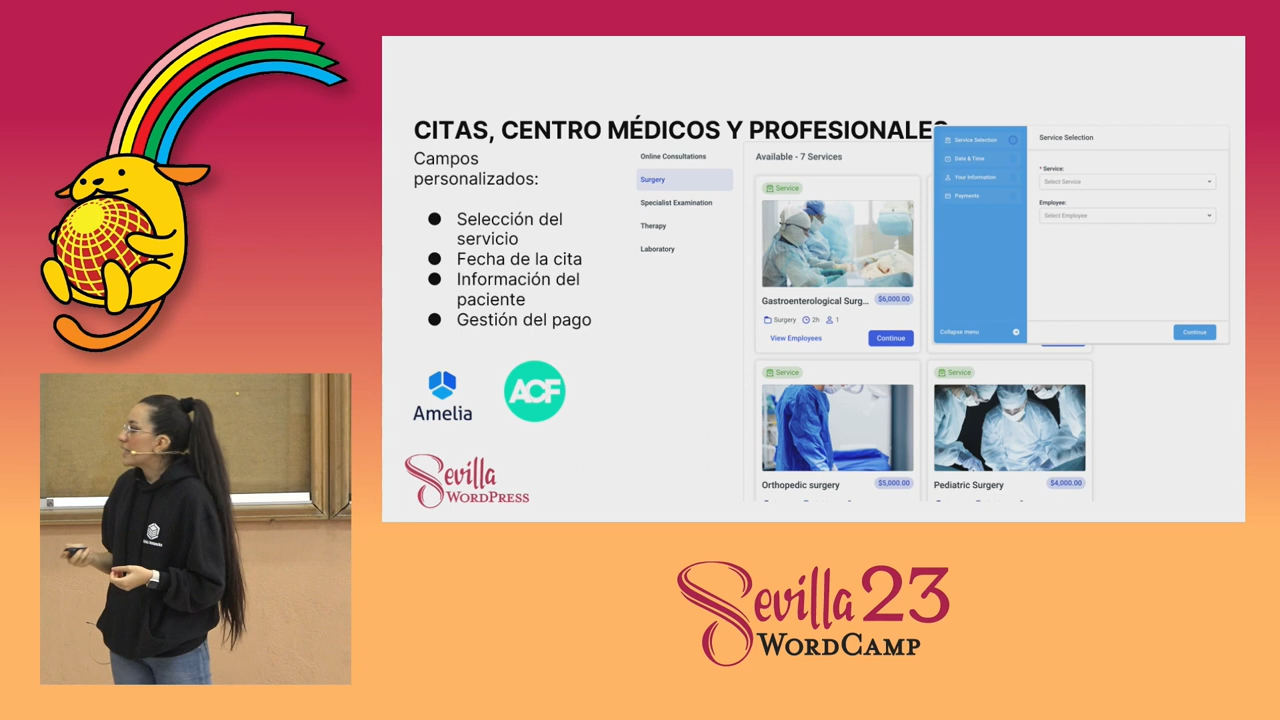 CITAS, CENTRO MÉDICOS Y PROFESIONALES
Campos
personalizados:
● Selección del
servicio
● Fecha de la cita
● Información del
paciente
● Gestión del pago
Amelia
ACF
Sevilla
WORDPRESS
Online Consultations
Surgery
Specialist Examination
Therapy
Laboratory
Available - 7 Services
Service
Gastroenterological Surg...
$6,000.00
Surgery 2h 1
View Employees
Continue
Service
Orthopedic surgery
$5,000.00
Service
Pediatric Surgery
$4,000.00
Service Selection
Date & Time
Your Information
Payments
Collapse menu
Service Selection
* Service:
Select Service
Employee:
Select Employee
Continue
Sevilla 23
WORDCAMP